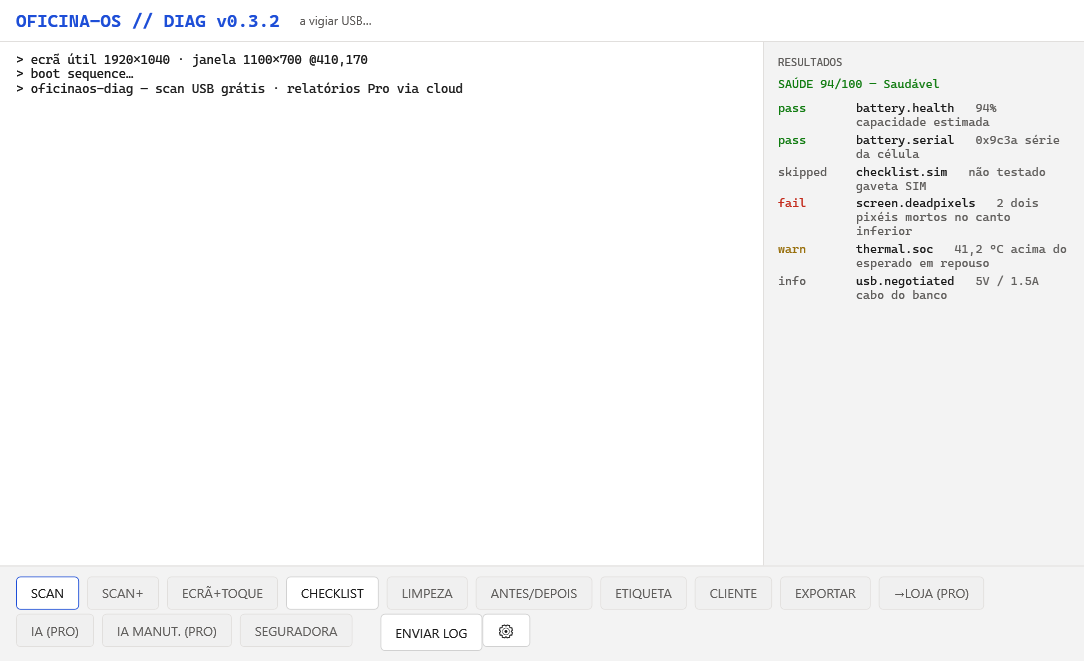 OFICINA-OS // DIAG v0.3.2 a vigiar USB…
> ecrã útil 1920×1040 · janela 1100×700 @410,170
> boot sequence…
> oficinaos-diag — scan USB grátis · relatórios Pro via cloud
RESULTADOS
SAÚDE 94/100 — Saudável
pass battery.health 94%
capacidade estimada
pass battery.serial 0x9c3a série
da célula
skipped checklist.sim não testado
gaveta SIM
fail screen.deadpixels 2 dois
pixéis mortos no canto
inferior
warn thermal.soc 41,2 ºC acima do
esperado em repouso
info usb.negotiated 5V / 1.5A
cabo do banco
SCAN SCAN+ ECRÃ+TOQUE CHECKLIST LIMPEZA ANTES/DEPOIS ETIQUETA CLIENTE EXPORTAR →LOJA (PRO)
IA (PRO) IA MANUT. (PRO) SEGURADORA ENVIAR LOG